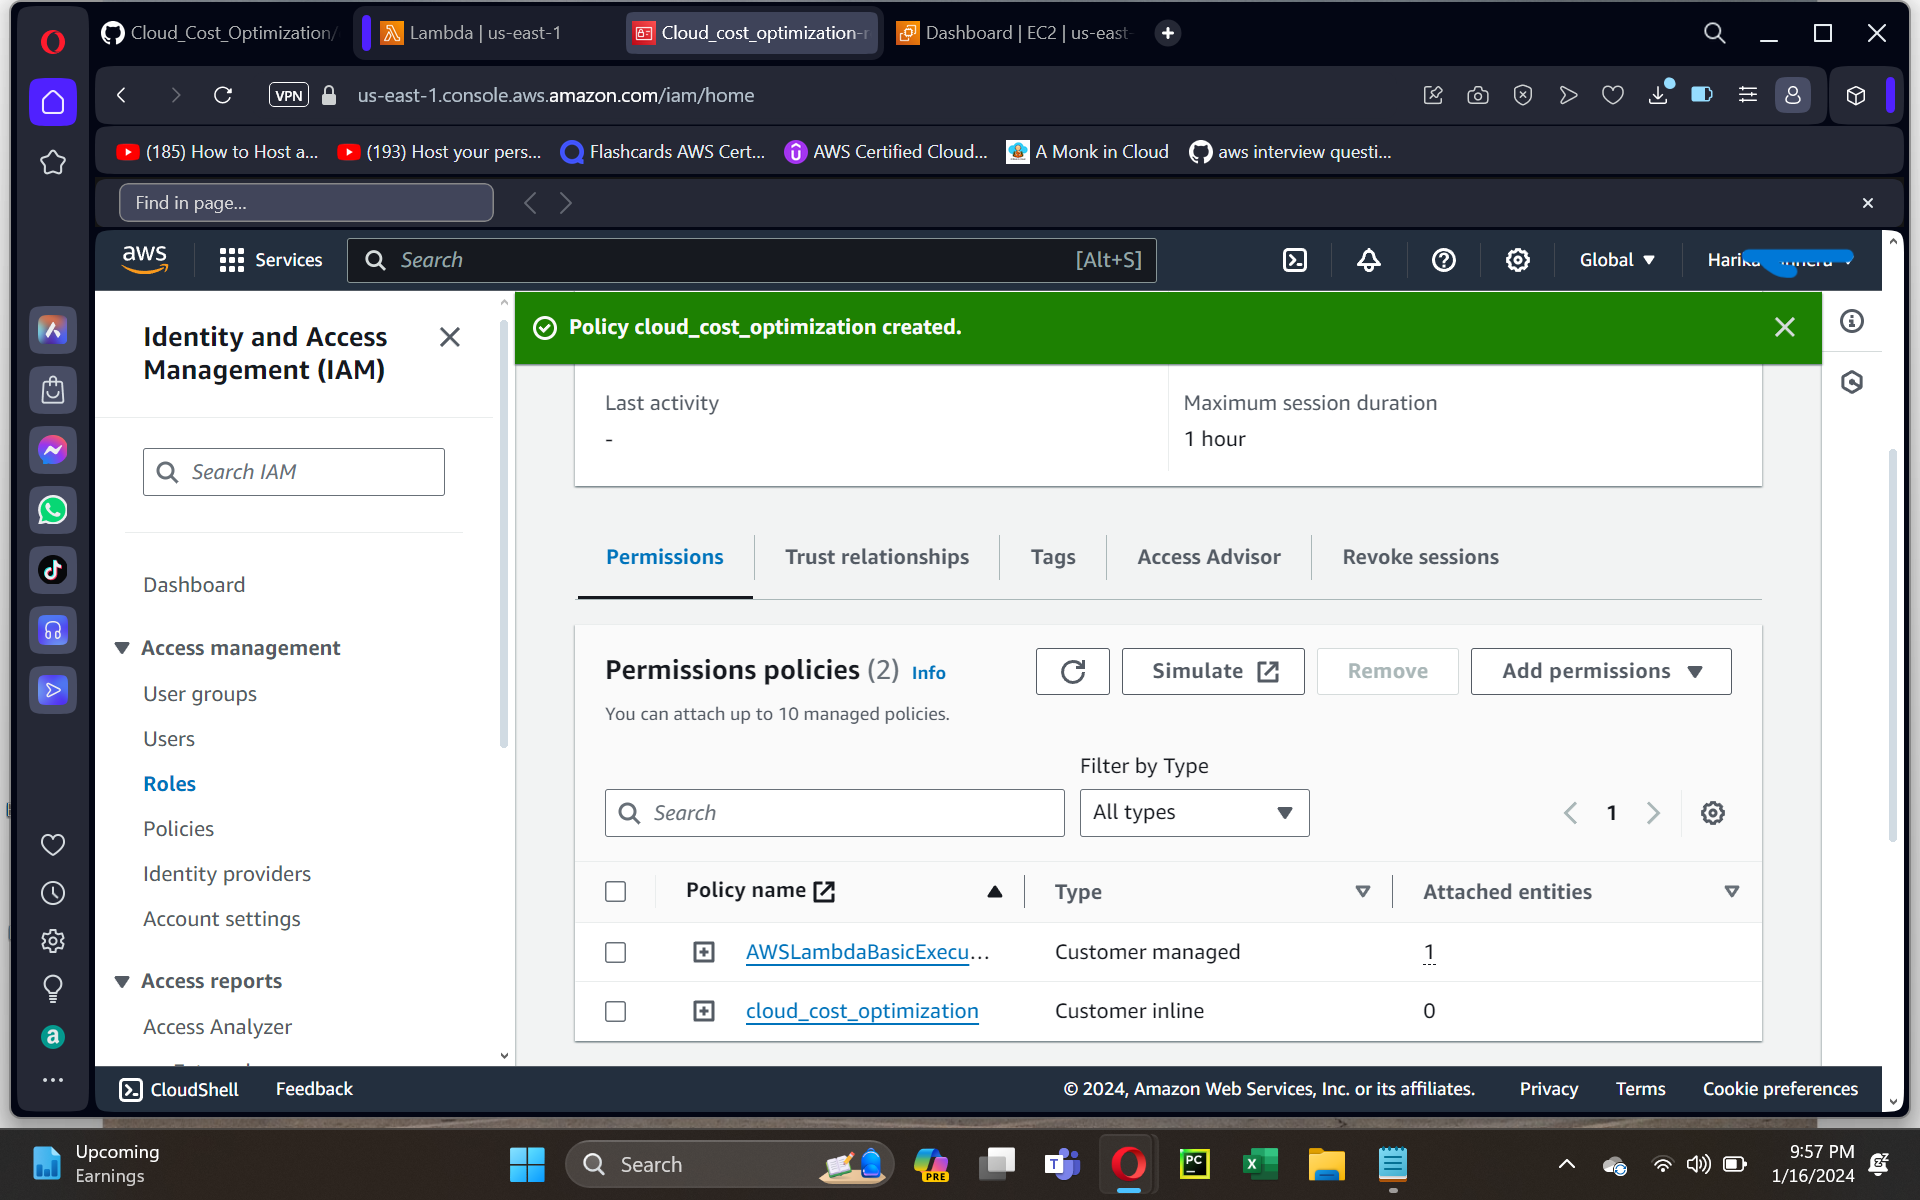 Cloud_Cost_Optimization/
Lambda | us-east-1
Cloud_cost_optimization-r
Dashboard | EC2 | us-east-
VPN
us-east-1.console.aws.amazon.com/iam/home
(185) How to Host a...
(193) Host your pers...
Flashcards AWS Cert...
AWS Certified Cloud...
A Monk in Cloud
aws interview questi...
Find in page...
aws
Services
Search
[Alt+S]
Global
Identity and Access
Management (IAM)
Search IAM
Dashboard
Access management
User groups
Users
Roles
Policies
Identity providers
Account settings
Access reports
Access Analyzer
Policy cloud_cost_optimization created.
Last activity
-
Maximum session duration
1 hour
Permissions
Trust relationships
Tags
Access Advisor
Revoke sessions
Permissions policies (2) Info
You can attach up to 10 managed policies.
Simulate
Remove
Add permissions
Filter by Type
Search
All types
1
Policy name
Type
Attached entities
AWSLambdaBasicExecu...
Customer managed
1
cloud_cost_optimization
Customer inline
0
CloudShell
Feedback
© 2024, Amazon Web Services, Inc. or its affiliates.
Privacy
Terms
Cookie preferences
Upcoming
Earnings
Search
PRE
PC
9:57 PM
1/16/2024